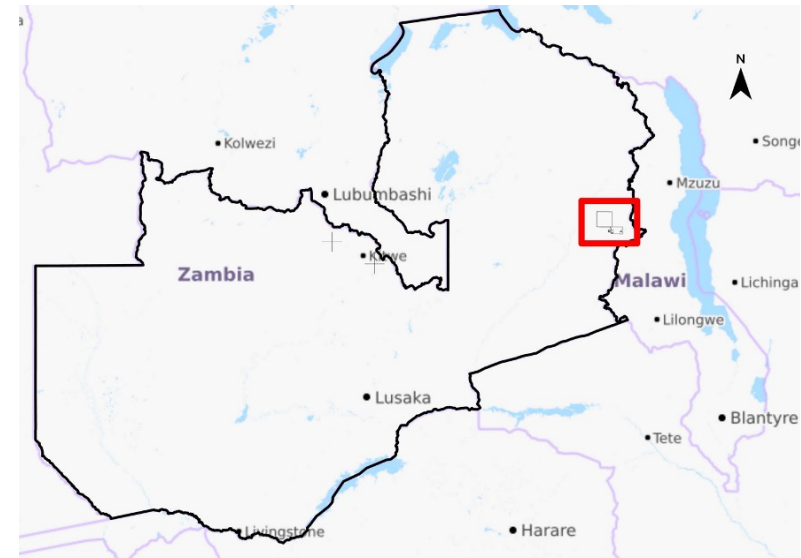 N
Kolwezi
Songe
Mzuzu
Lubumbashi
Kitwe
Zambia
Malawi
Lichinga
Lilongwe
Lusaka
Blantyre
Tete
Livingstone
Harare